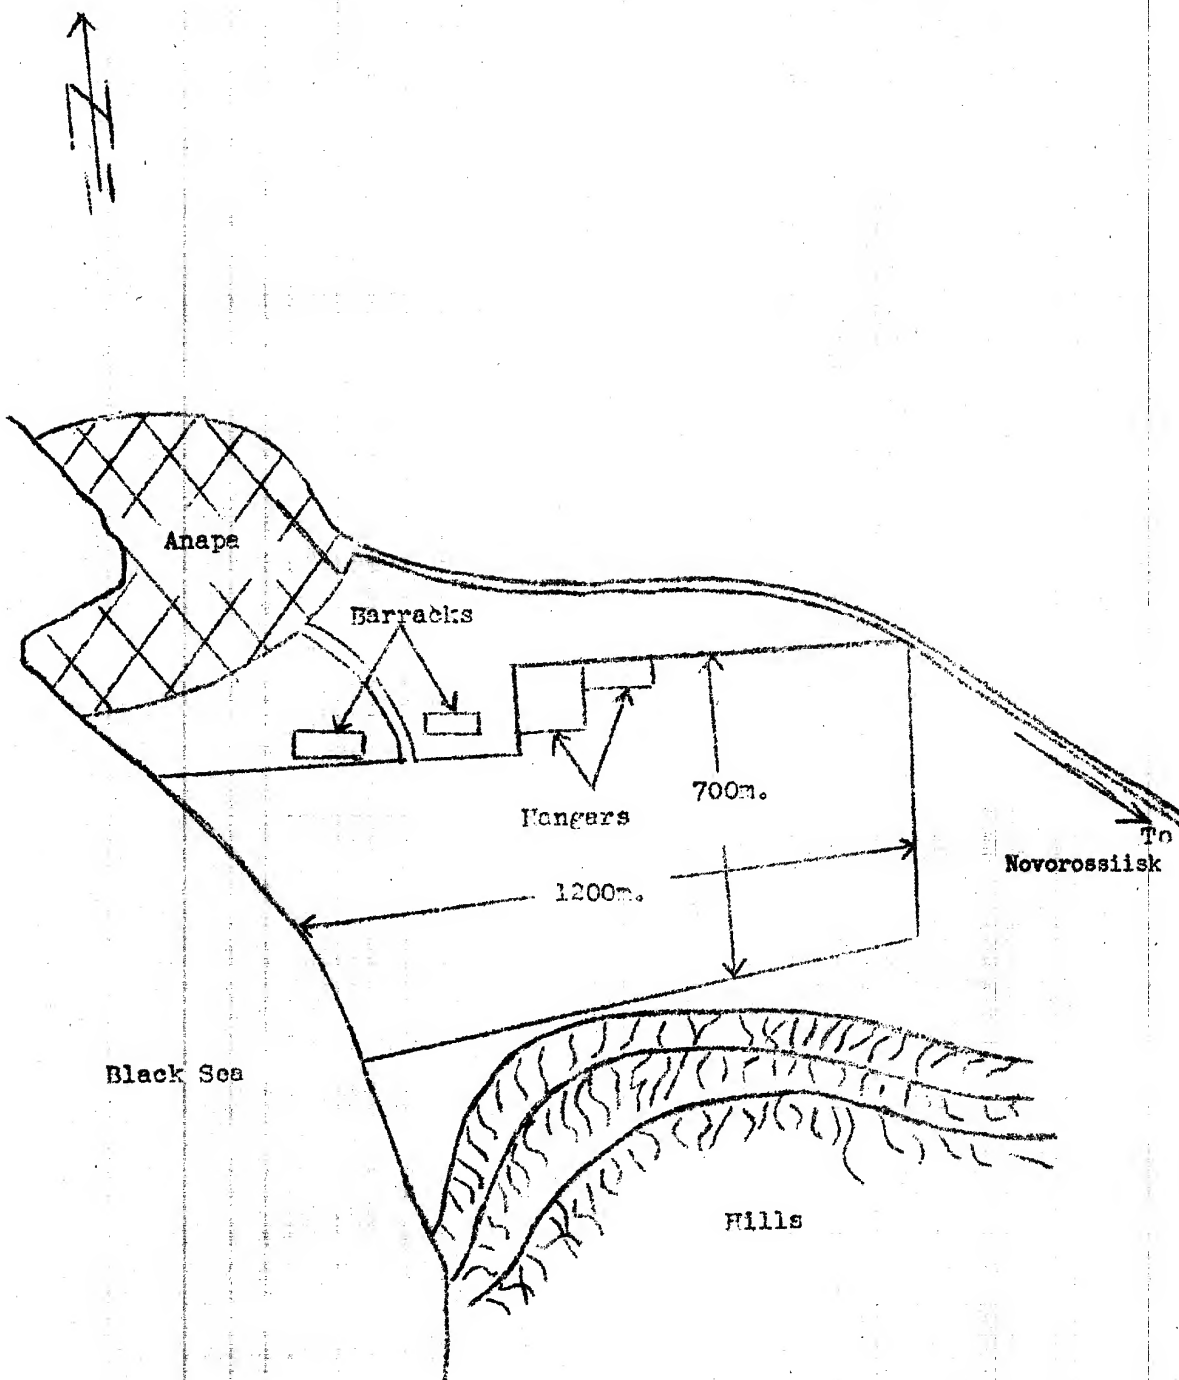 N
Anapa
Barracks
Hangers
700m.
1200m.
To
Novorossiisk
Black Sea
Hills